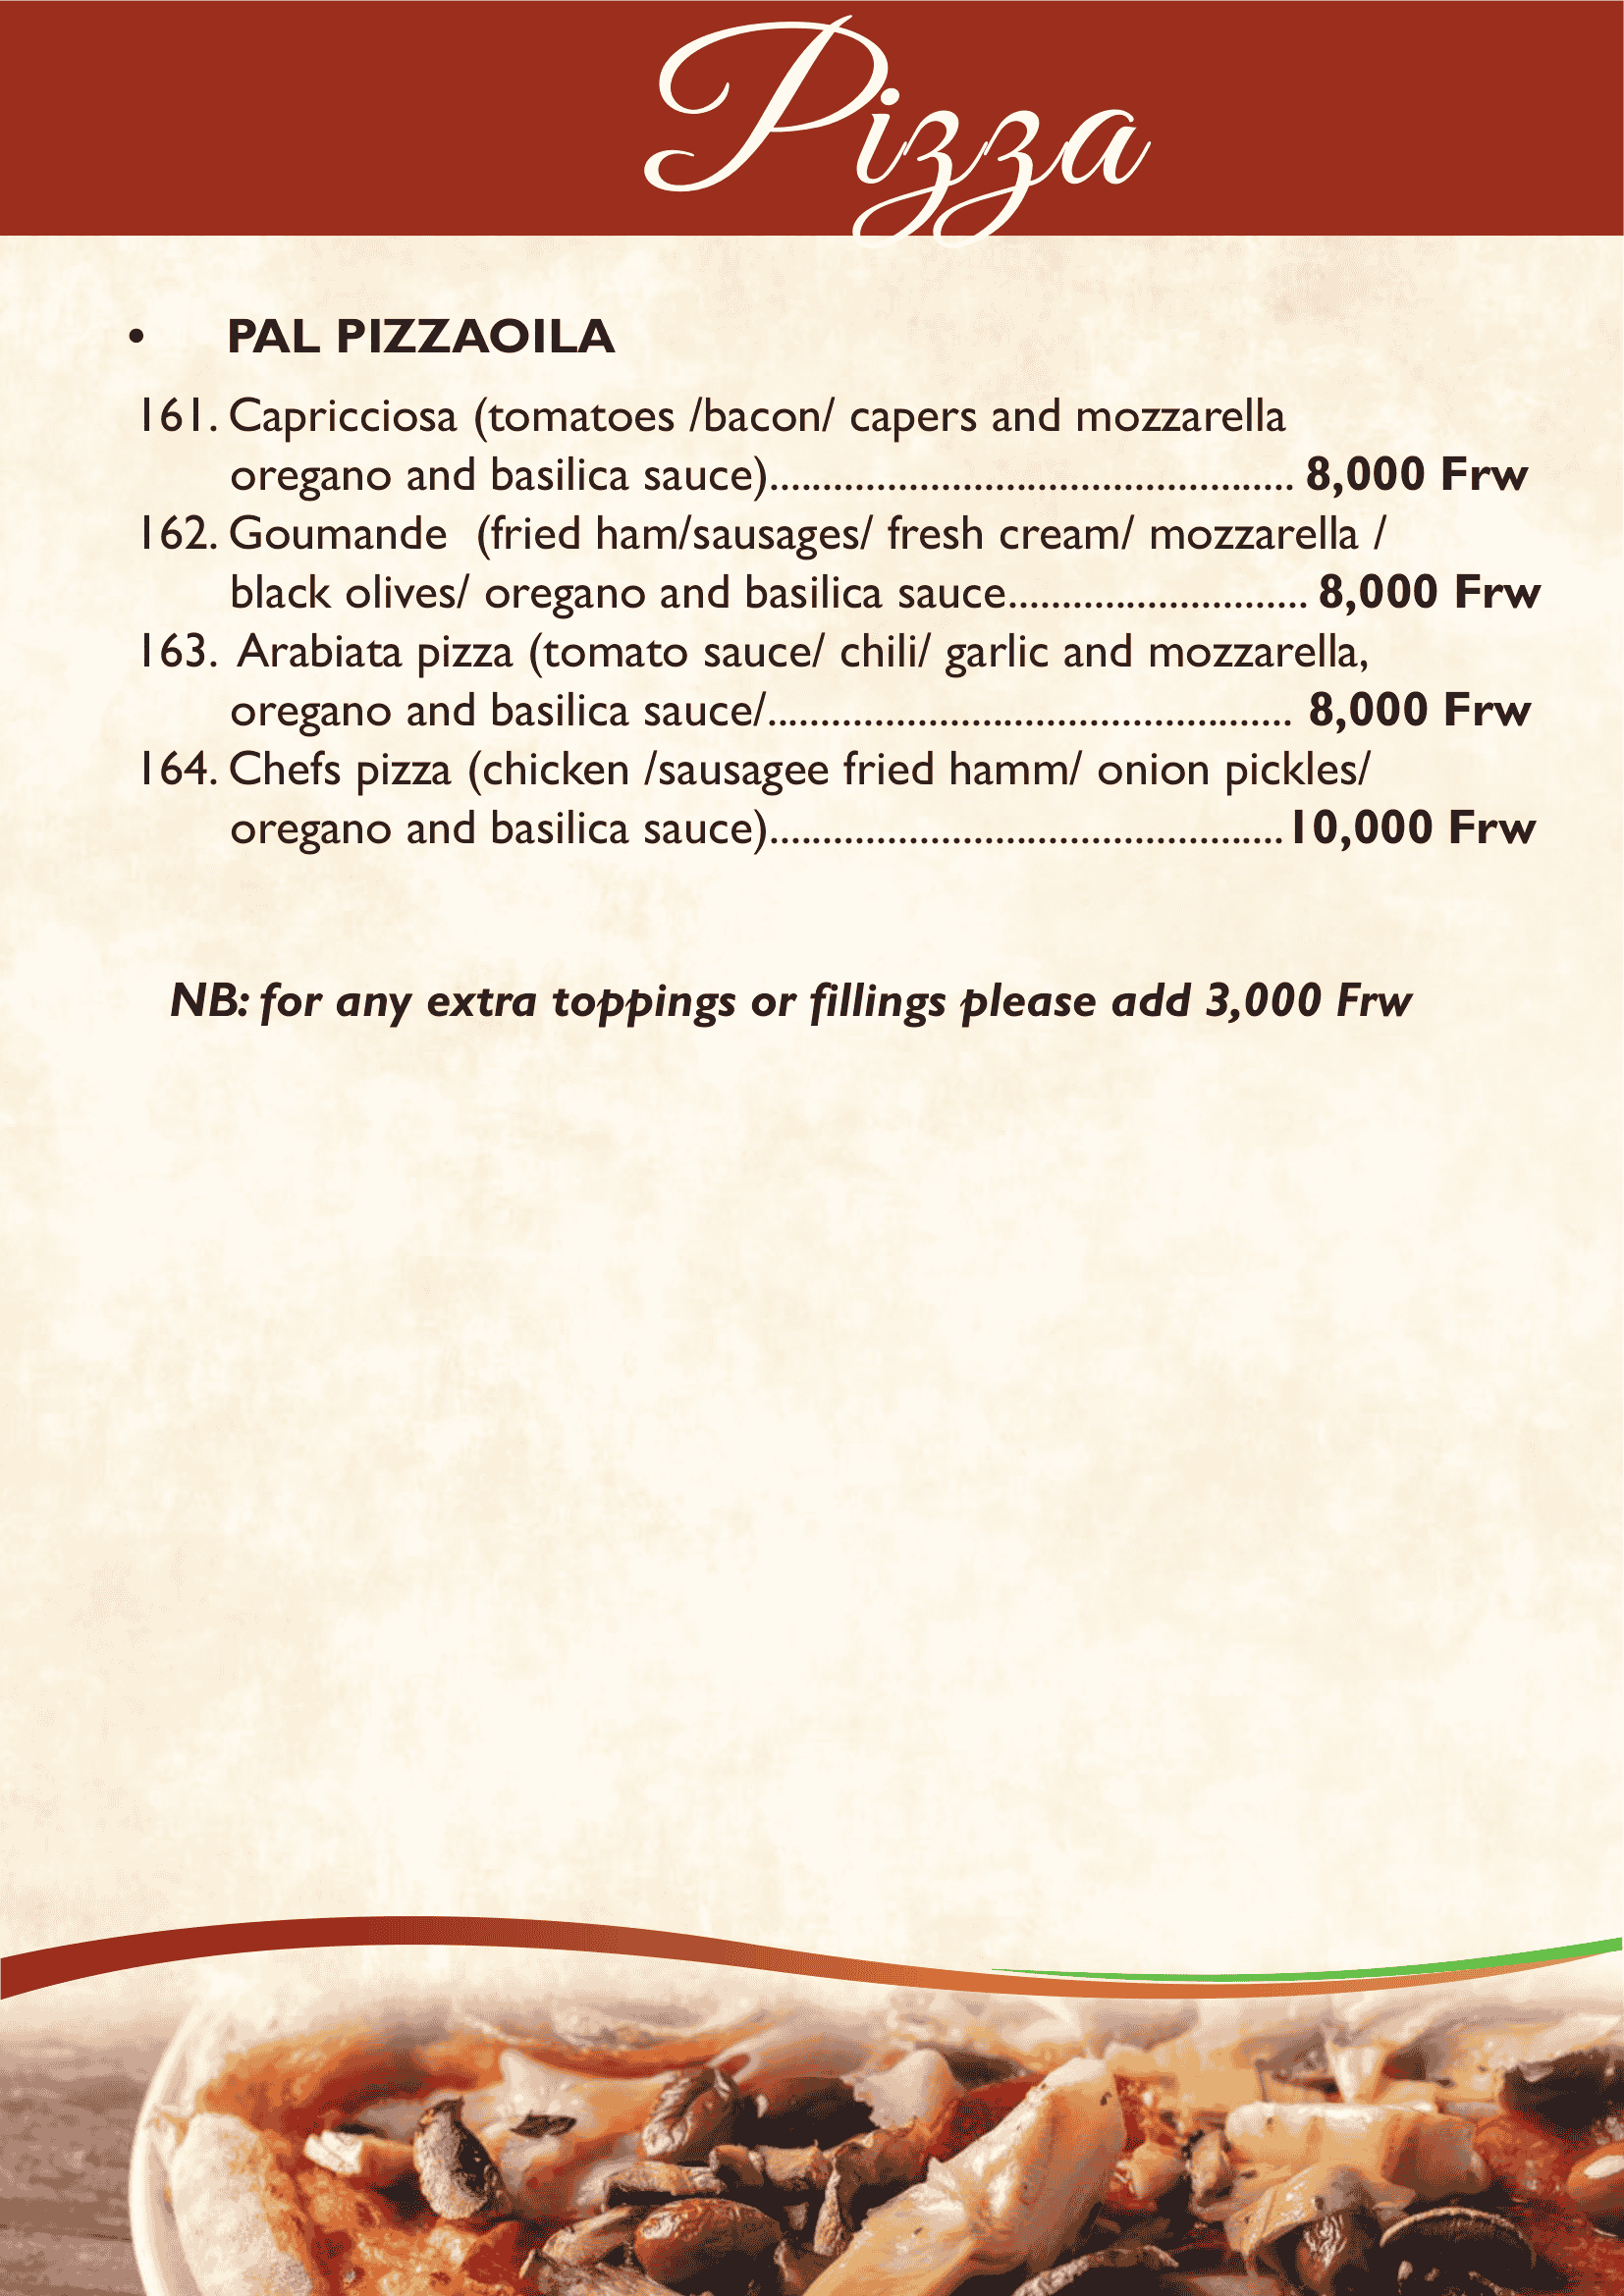 Pizza
• PAL PIZZAOILA
161. Capricciosa (tomatoes /bacon/ capers and mozzarella
oregano and basilica sauce)................................................. 8,000 Frw
162. Goumande (fried ham/sausages/ fresh cream/ mozzarella /
black olives/ oregano and basilica sauce............................ 8,000 Frw
163. Arabiata pizza (tomato sauce/ chili/ garlic and mozzarella,
oregano and basilica sauce/................................................. 8,000 Frw
164. Chefs pizza (chicken /sausagee fried hamm/ onion pickles/
oregano and basilica sauce)................................................10,000 Frw
NB: for any extra toppings or fillings please add 3,000 Frw